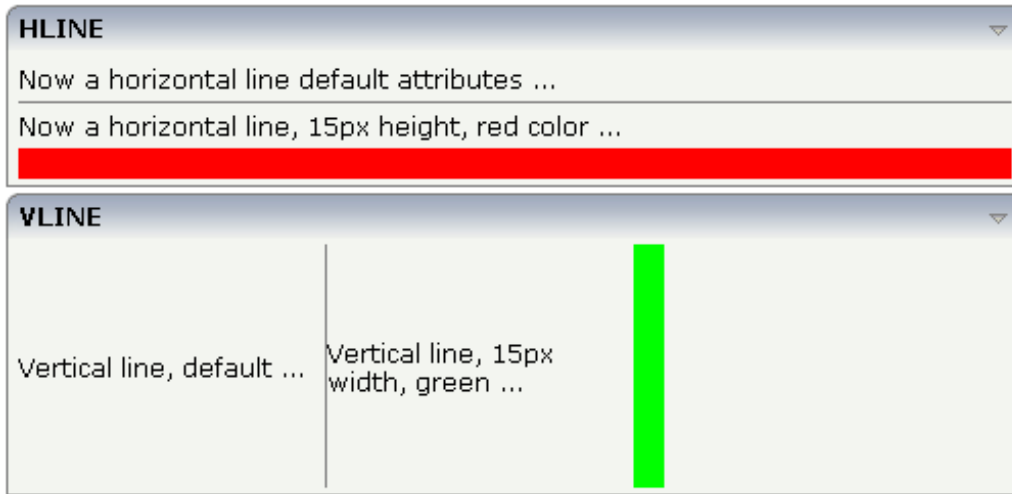 HLINE
Now a horizontal line default attributes ...
Now a horizontal line, 15px height, red color ...
VLINE
Vertical line, default ...
Vertical line, 15px
width, green ...